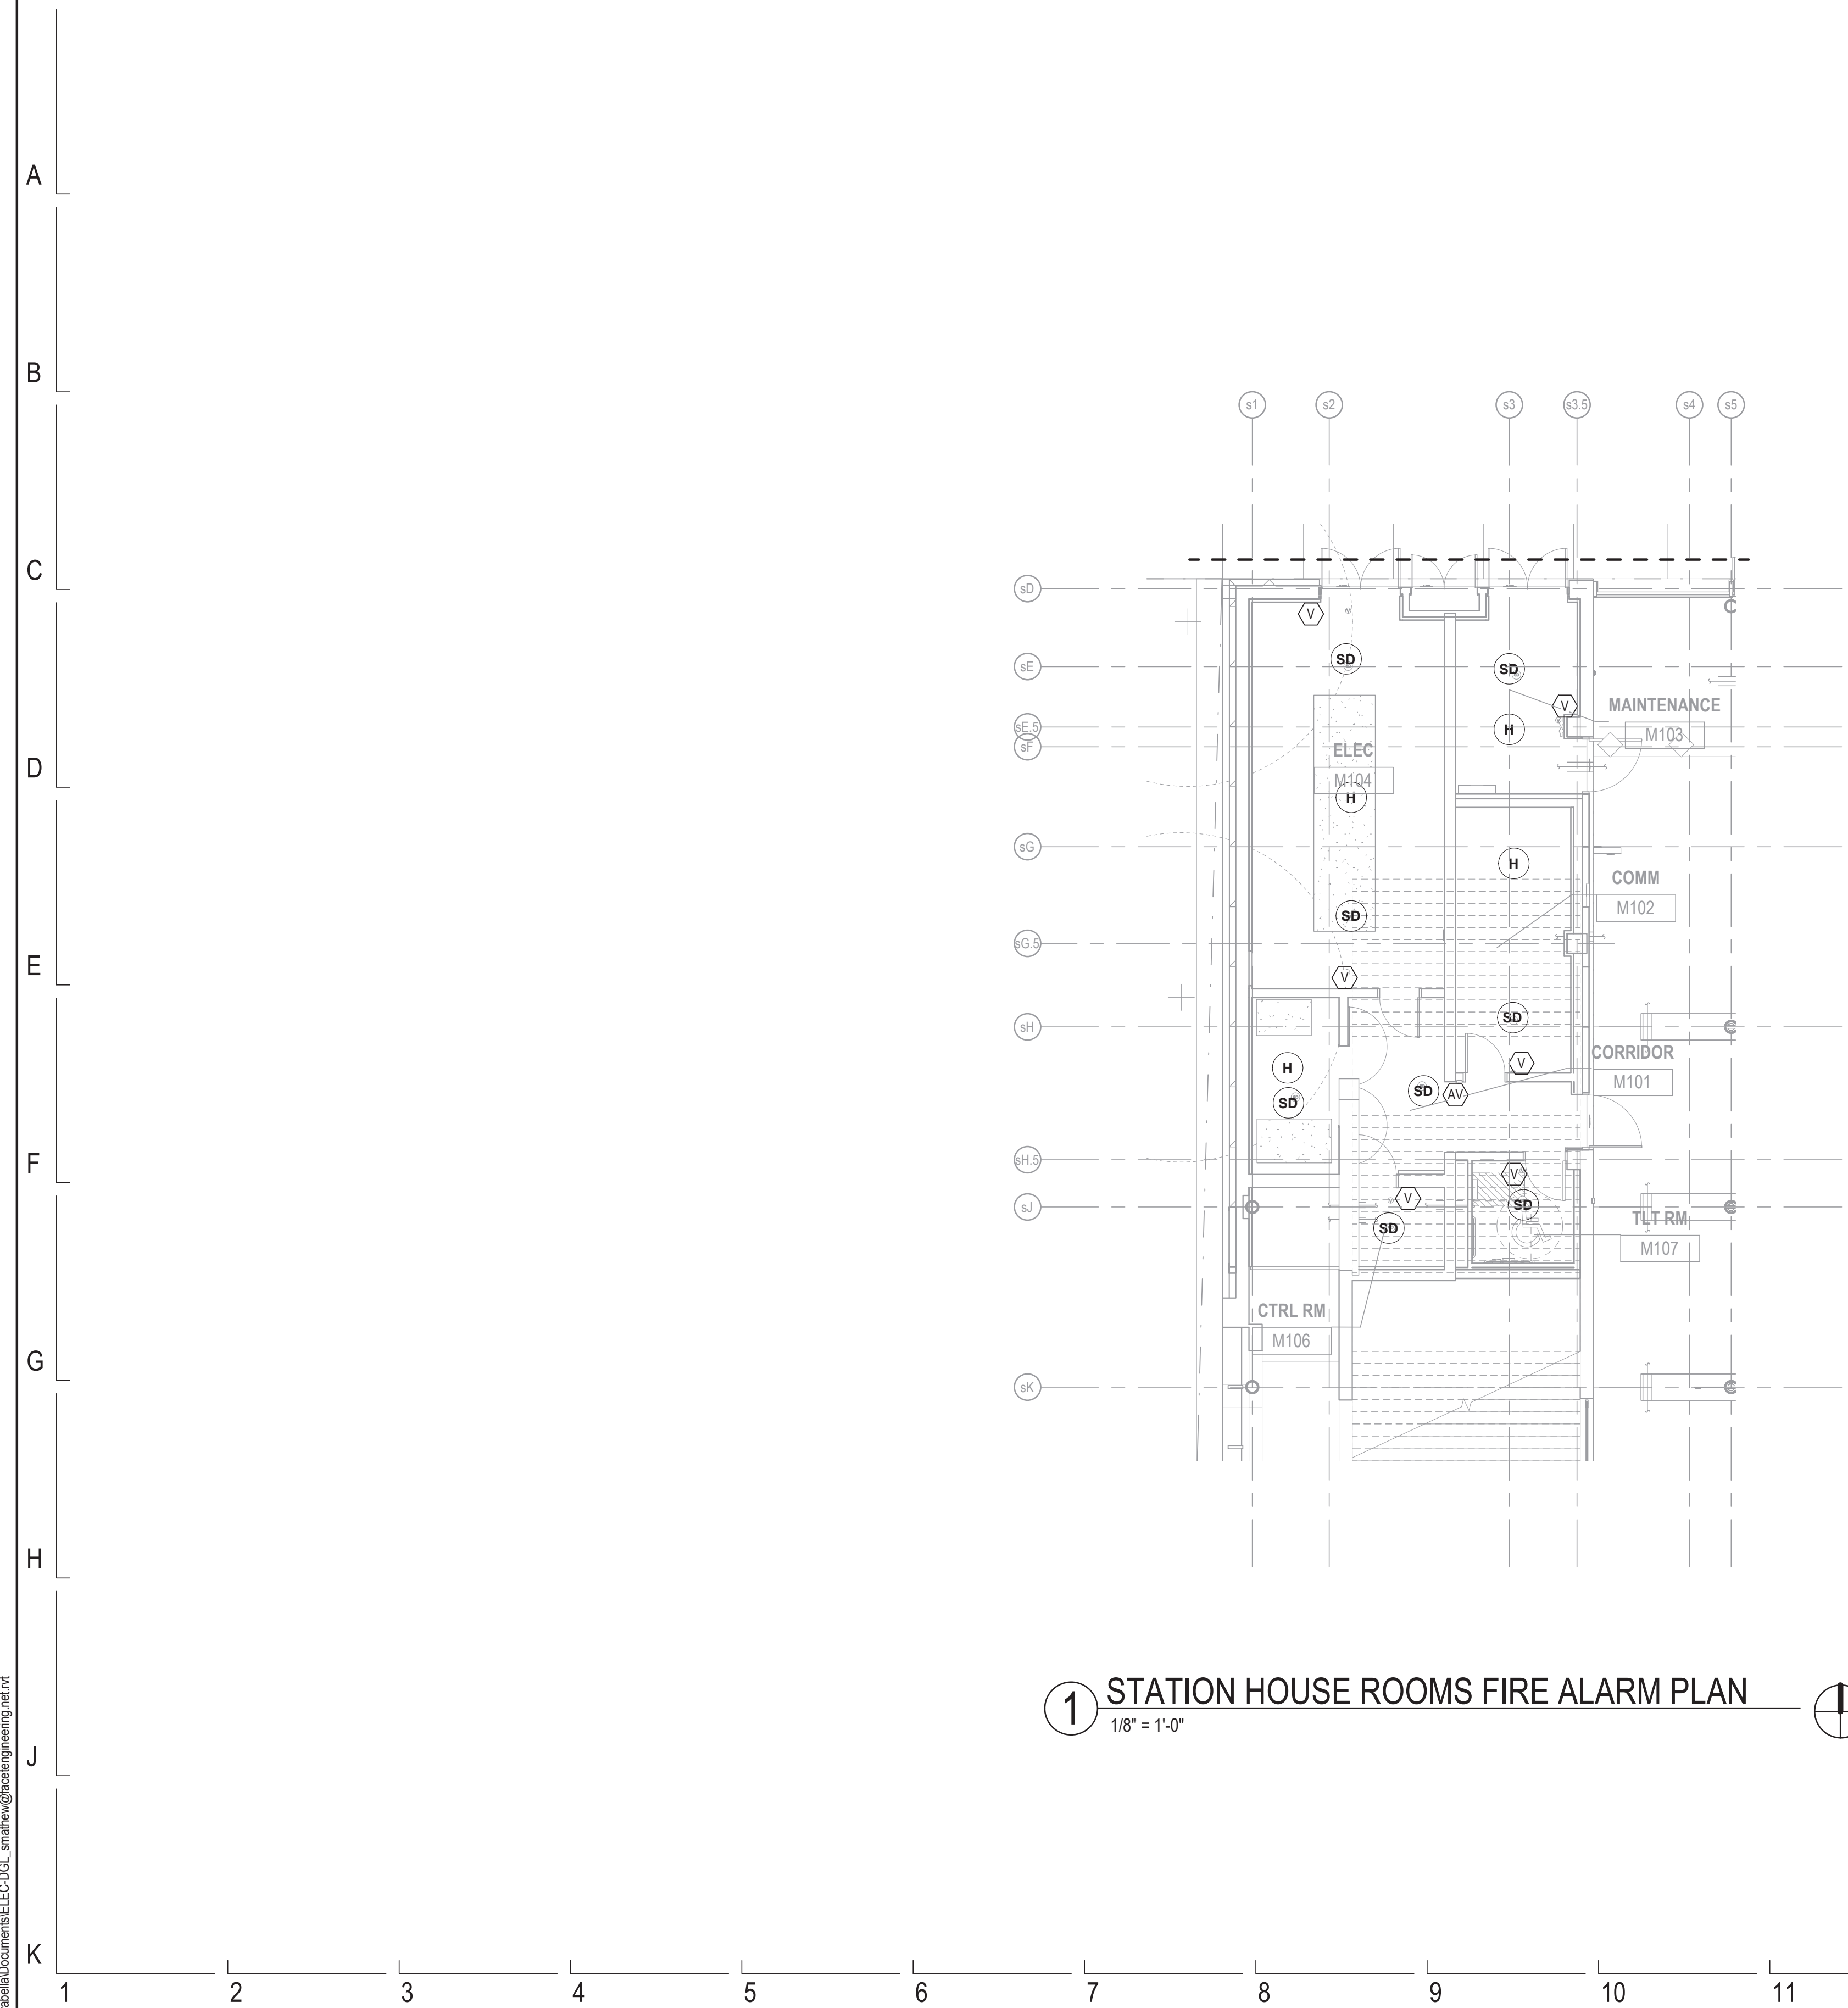 A
B
s1 s2 s3 s3.5 s4 s5
C
sD
V
SD
sE
SD
V
MAINTENANCE
M103
sE.5
H
sF
ELEC
D
M104
H
sG
H
COMM
M102
SD
sG.5
E
V
SD
sH
CORRIDOR
V
H
M101
SD
AV
SD
sH.5
F
V
V
SD
sJ
TLT RM
SD
M107
CTRL RM
M106
G
sK
H
1
STATION HOUSE ROOMS FIRE ALARM PLAN
1/8" = 1'-0"
J
K
1 2 3 4 5 6 7 8 9 10 11
abella\Documents\ELEC-DGL_smathew@facetengineering.net.rvt